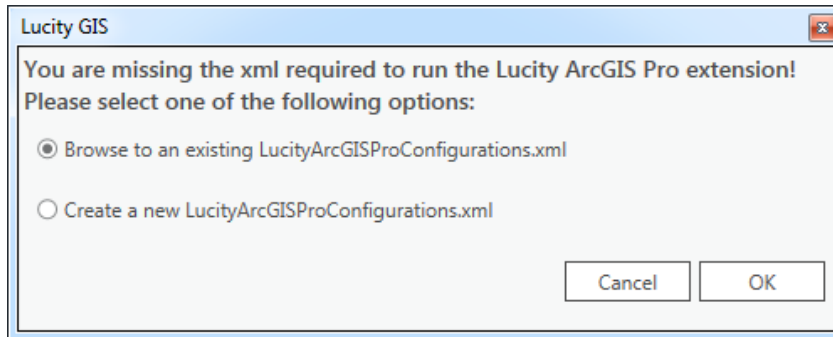 Lucity GIS
You are missing the xml required to run the Lucity ArcGIS Pro extension!
Please select one of the following options:
Browse to an existing LucityArcGISProConfigurations.xml
Create a new LucityArcGISProConfigurations.xml
Cancel OK